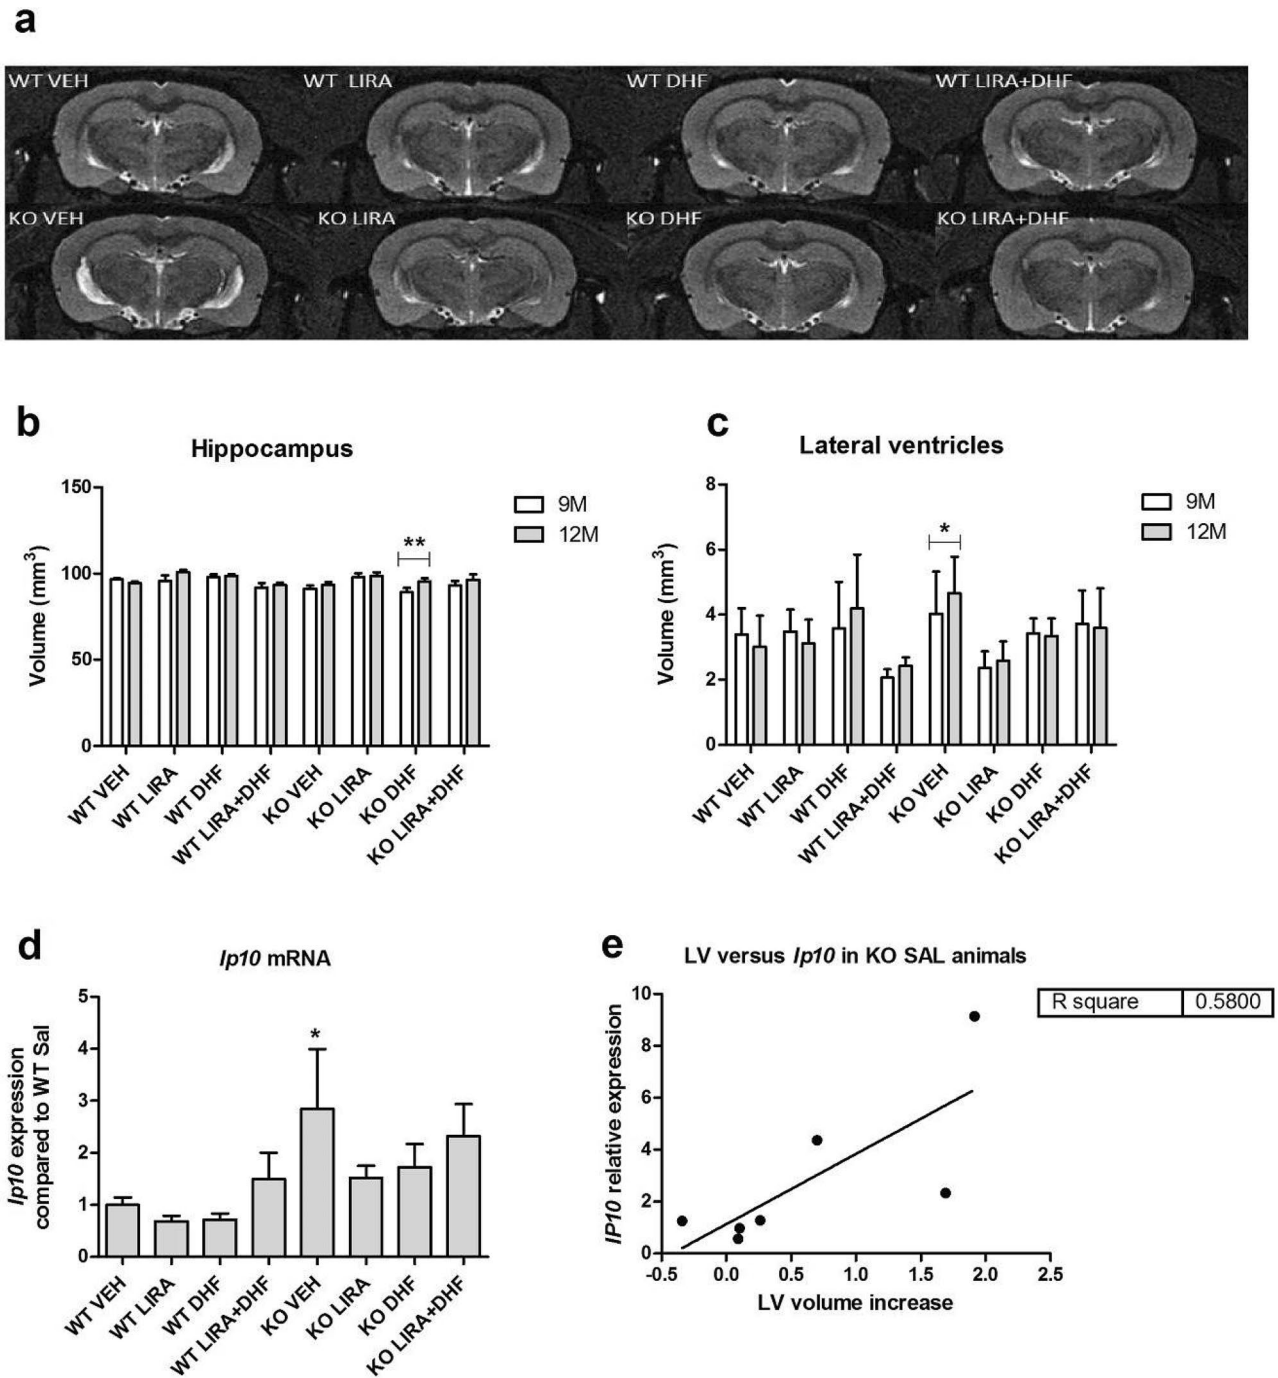 a
WT VEH
WT LIRA
WT DHF
WT LIRA+DHF
KO VEH
KO LIRA
KO DHF
KO LIRA+DHF
b
Hippocampus
Volume (mm³)
150
100
50
0
**
9M
12M
WT VEH
WT LIRA
WT DHF
WT LIRA+DHF
KO VEH
KO LIRA
KO DHF
KO LIRA+DHF
c
Lateral ventricles
Volume (mm³)
8
6
4
2
0
*
9M
12M
WT VEH
WT LIRA
WT DHF
WT LIRA+DHF
KO VEH
KO LIRA
KO DHF
KO LIRA+DHF
d
Ip10 mRNA
Ip10 expression
compared to WT Sal
5
4
3
2
1
0
*
WT VEH
WT LIRA
WT DHF
WT LIRA+DHF
KO VEH
KO LIRA
KO DHF
KO LIRA+DHF
e
LV versus Ip10 in KO SAL animals
R square 0.5800
IP10 relative expression
10
8
6
4
2
0
-0.5 0.0 0.5 1.0 1.5 2.0 2.5
LV volume increase